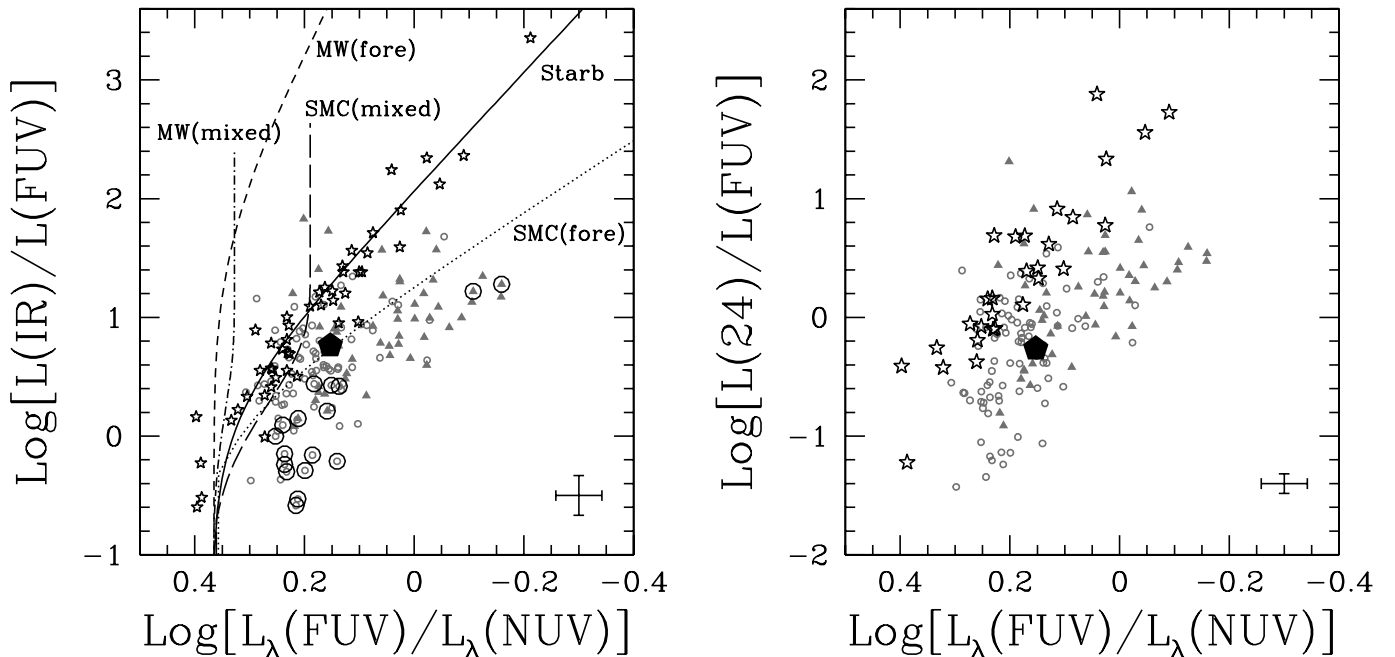 Log[L(IR)/L(FUV)]
3
2
1
0
−1
MW(fore)
Starb
SMC(mixed)
MW(mixed)
SMC(fore)
0.4 0.2 0 −0.2 −0.4
Log[Lλ(FUV)/Lλ(NUV)]
Log[L(24)/L(FUV)]
2
1
0
−1
−2
0.4 0.2 0 −0.2 −0.4
Log[Lλ(FUV)/Lλ(NUV)]